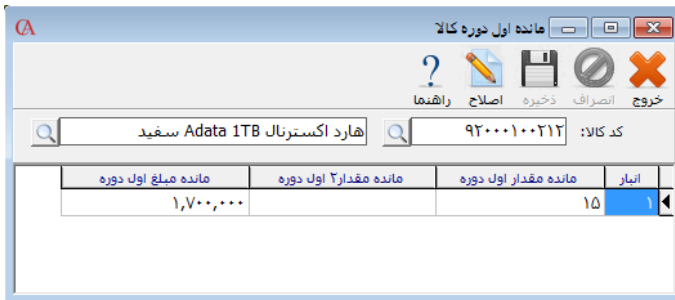 مانده اول دوره کالا
خروج انصراف ذخیره اصلاح راهنما
کد کالا: ۹۲۰۰۰۱۰۰۲۱۲ هارد اکسترنال Adata 1TB سفید
انبار مانده مقدار اول دوره مانده مقدار۲ اول دوره مانده مبلغ اول دوره
۱ ۱۵ ۱,۷۰۰,۰۰۰